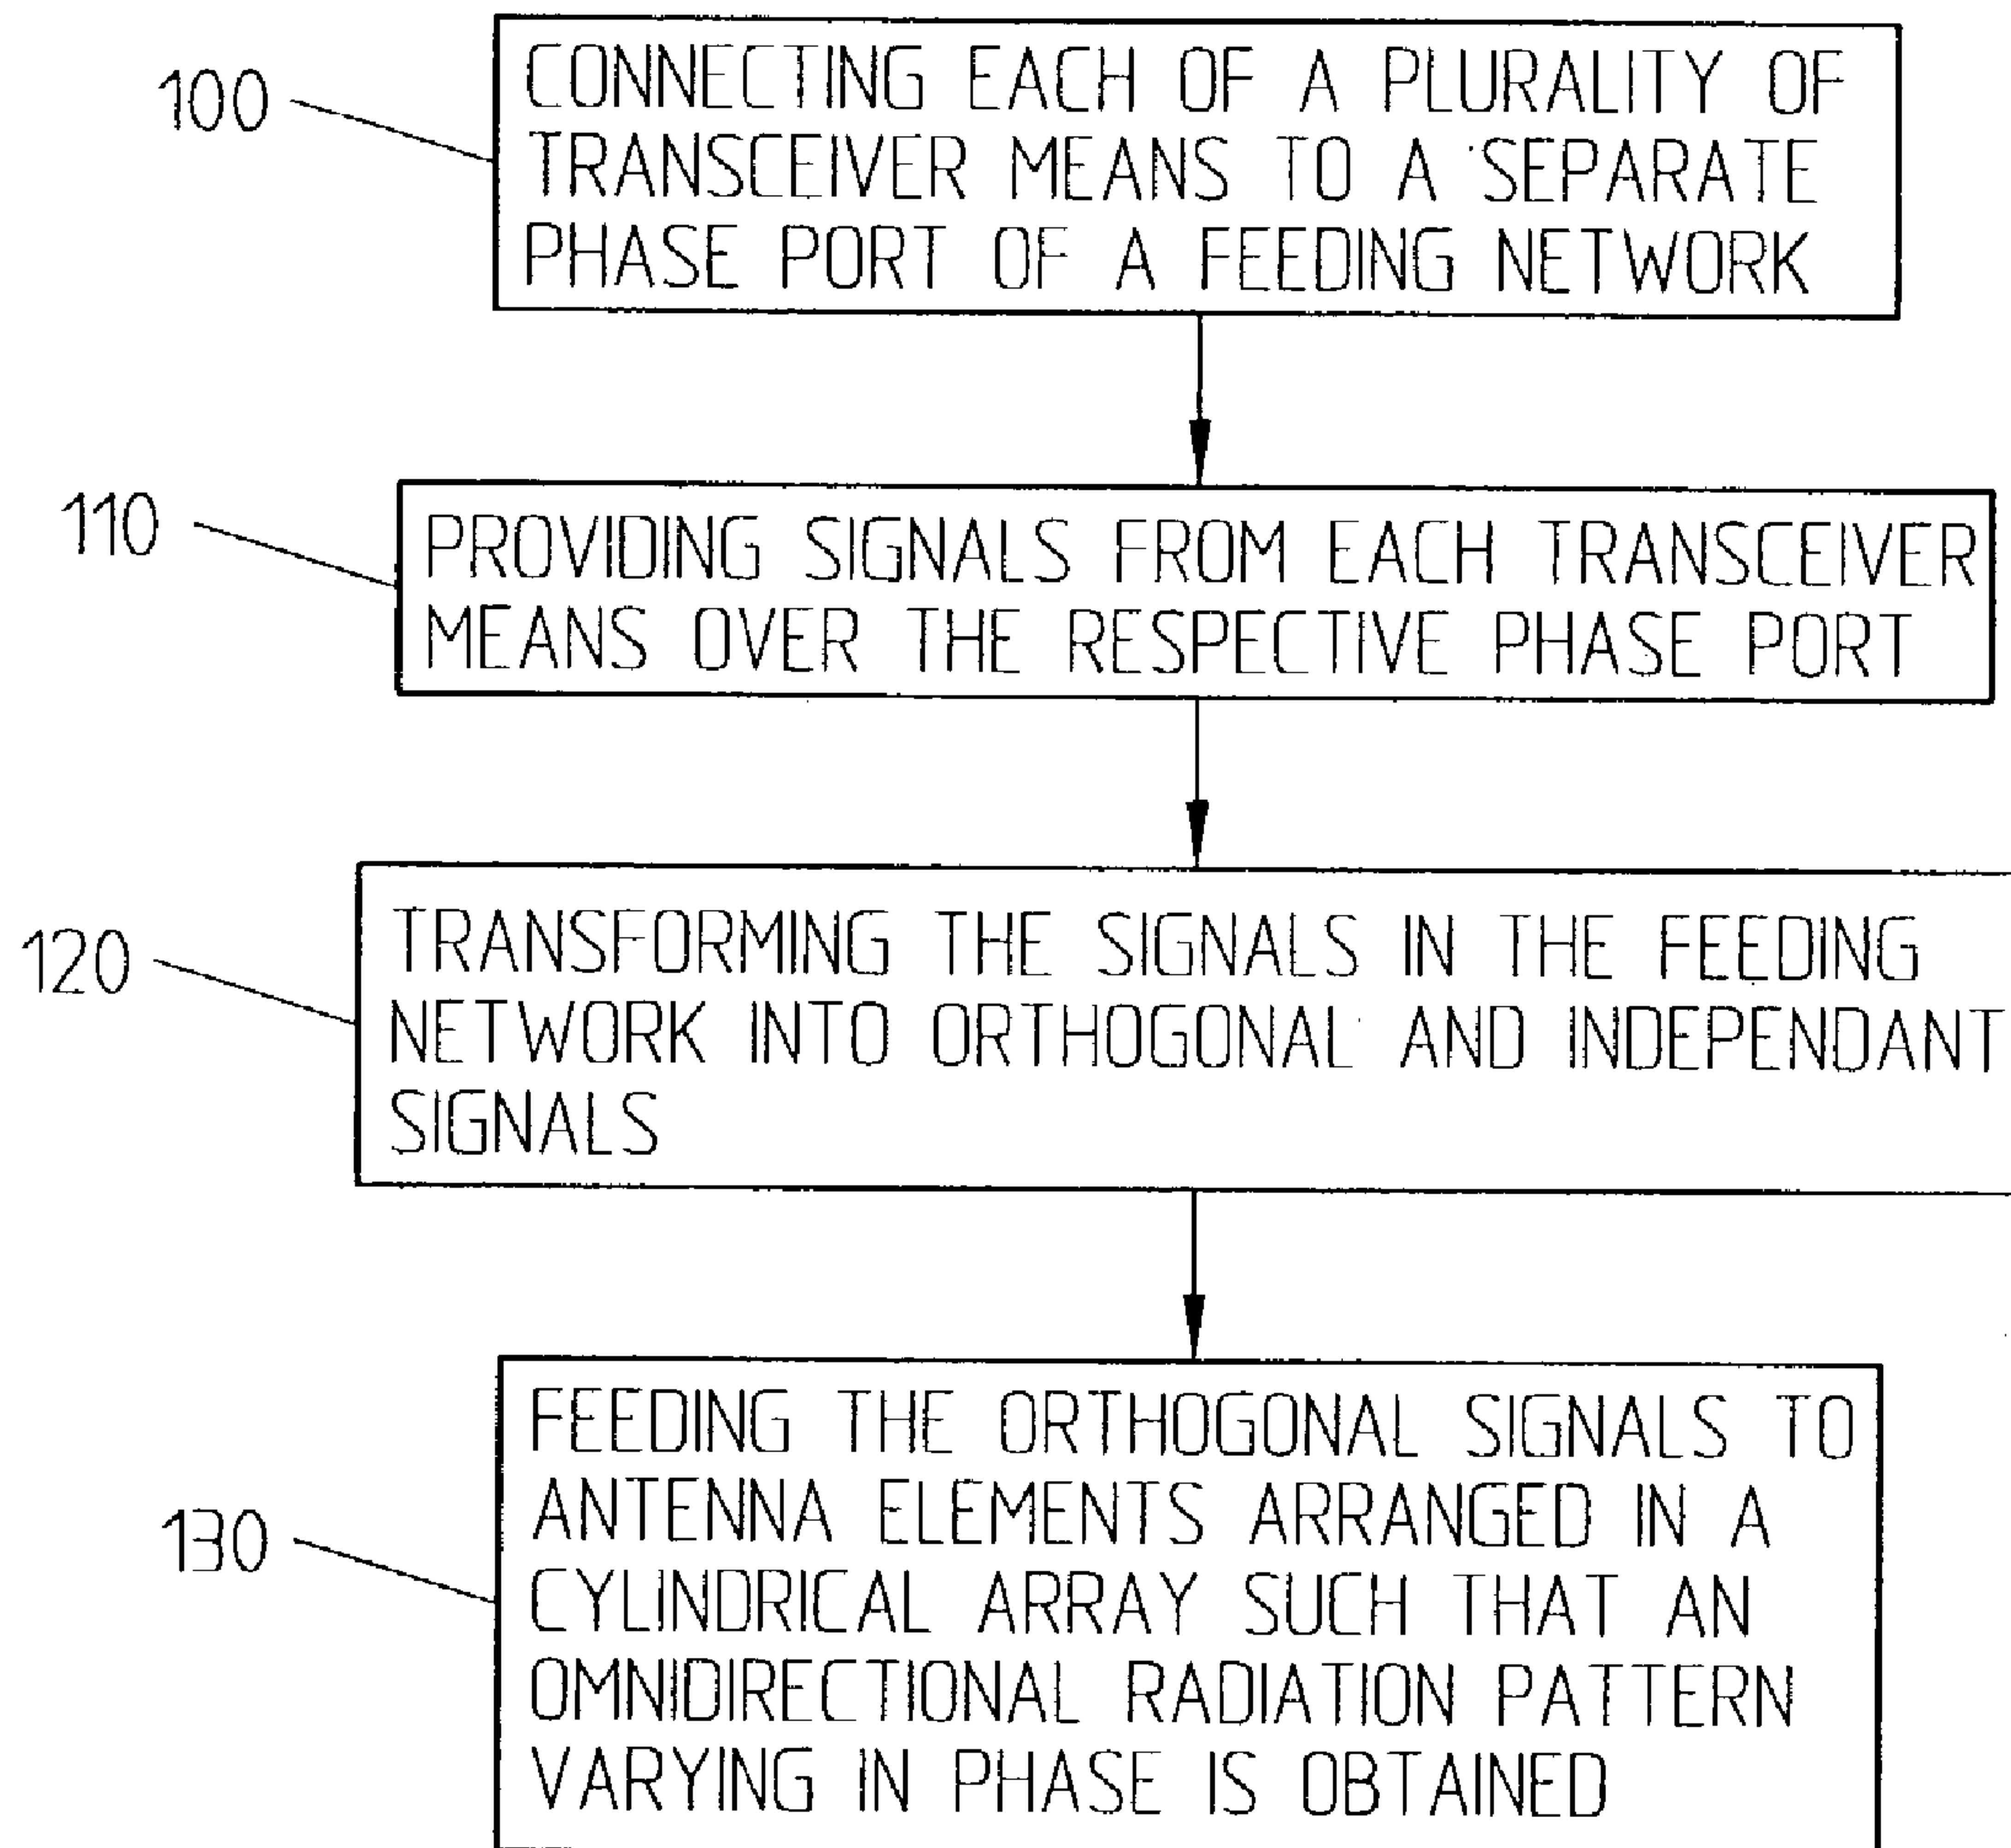 100
CONNECTING EACH OF A PLURALITY OF
TRANSCEIVER MEANS TO A SEPARATE
PHASE PORT OF A FEEDING NETWORK
110
PROVIDING SIGNALS FROM EACH TRANSCEIVER
MEANS OVER THE RESPECTIVE PHASE PORT
120
TRANSFORMING THE SIGNALS IN THE FEEDING
NETWORK INTO ORTHOGONAL AND INDEPENDANT
SIGNALS
130
FEEDING THE ORTHOGONAL SIGNALS TO
ANTENNA ELEMENTS ARRANGED IN A
CYLINDRICAL ARRAY SUCH THAT AN
OMNIDIRECTIONAL RADIATION PATTERN
VARYING IN PHASE IS OBTAINED